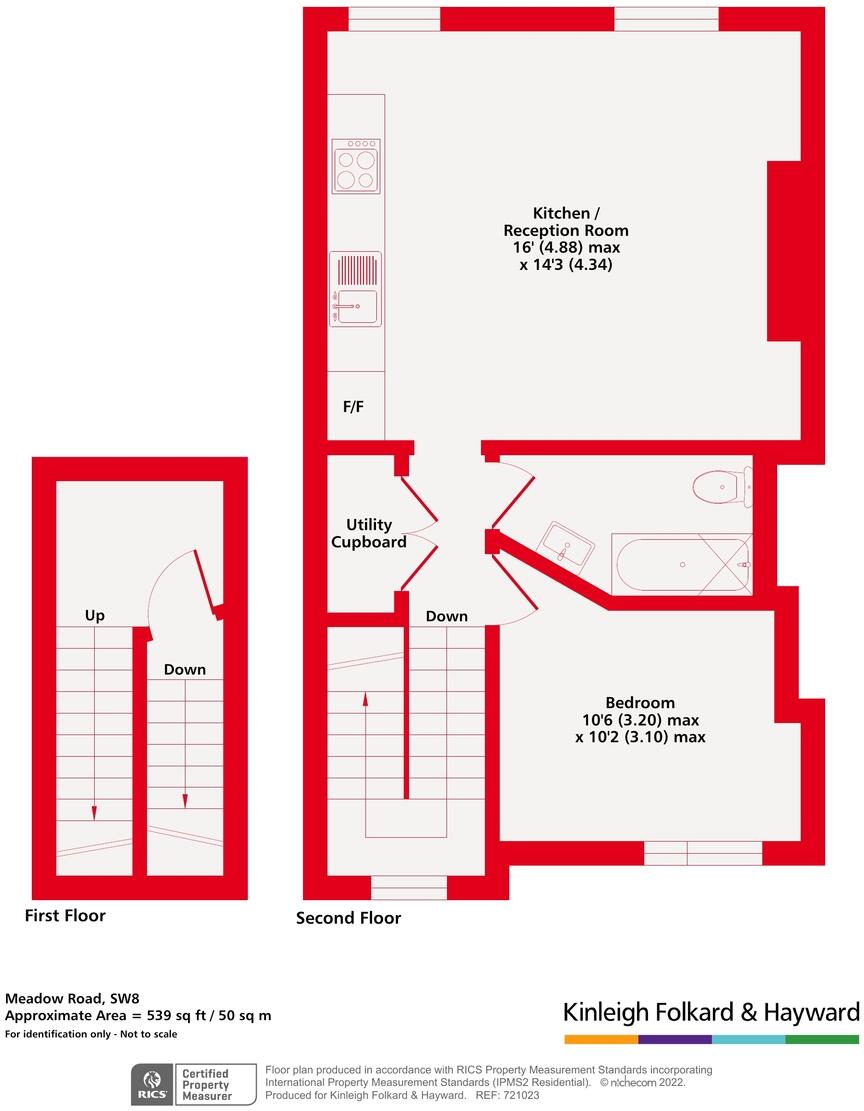 Kitchen /
Reception Room
16' (4.88) max
x 14'3 (4.34)
F/F
Utility
Cupboard
Up
Down
Down
Bedroom
10'6 (3.20) max
x 10'2 (3.10) max
First Floor
Second Floor
Meadow Road, SW8
Approximate Area = 539 sq ft / 50 sq m
For identification only - Not to scale
Kinleigh Folkard & Hayward
RICS
Certified
Property
Measurer
Floor plan produced in accordance with RICS Property Measurement Standards incorporating
International Property Measurement Standards (IPMS2 Residential). © nichecom 2022.
Produced for Kinleigh Folkard & Hayward. REF: 721023